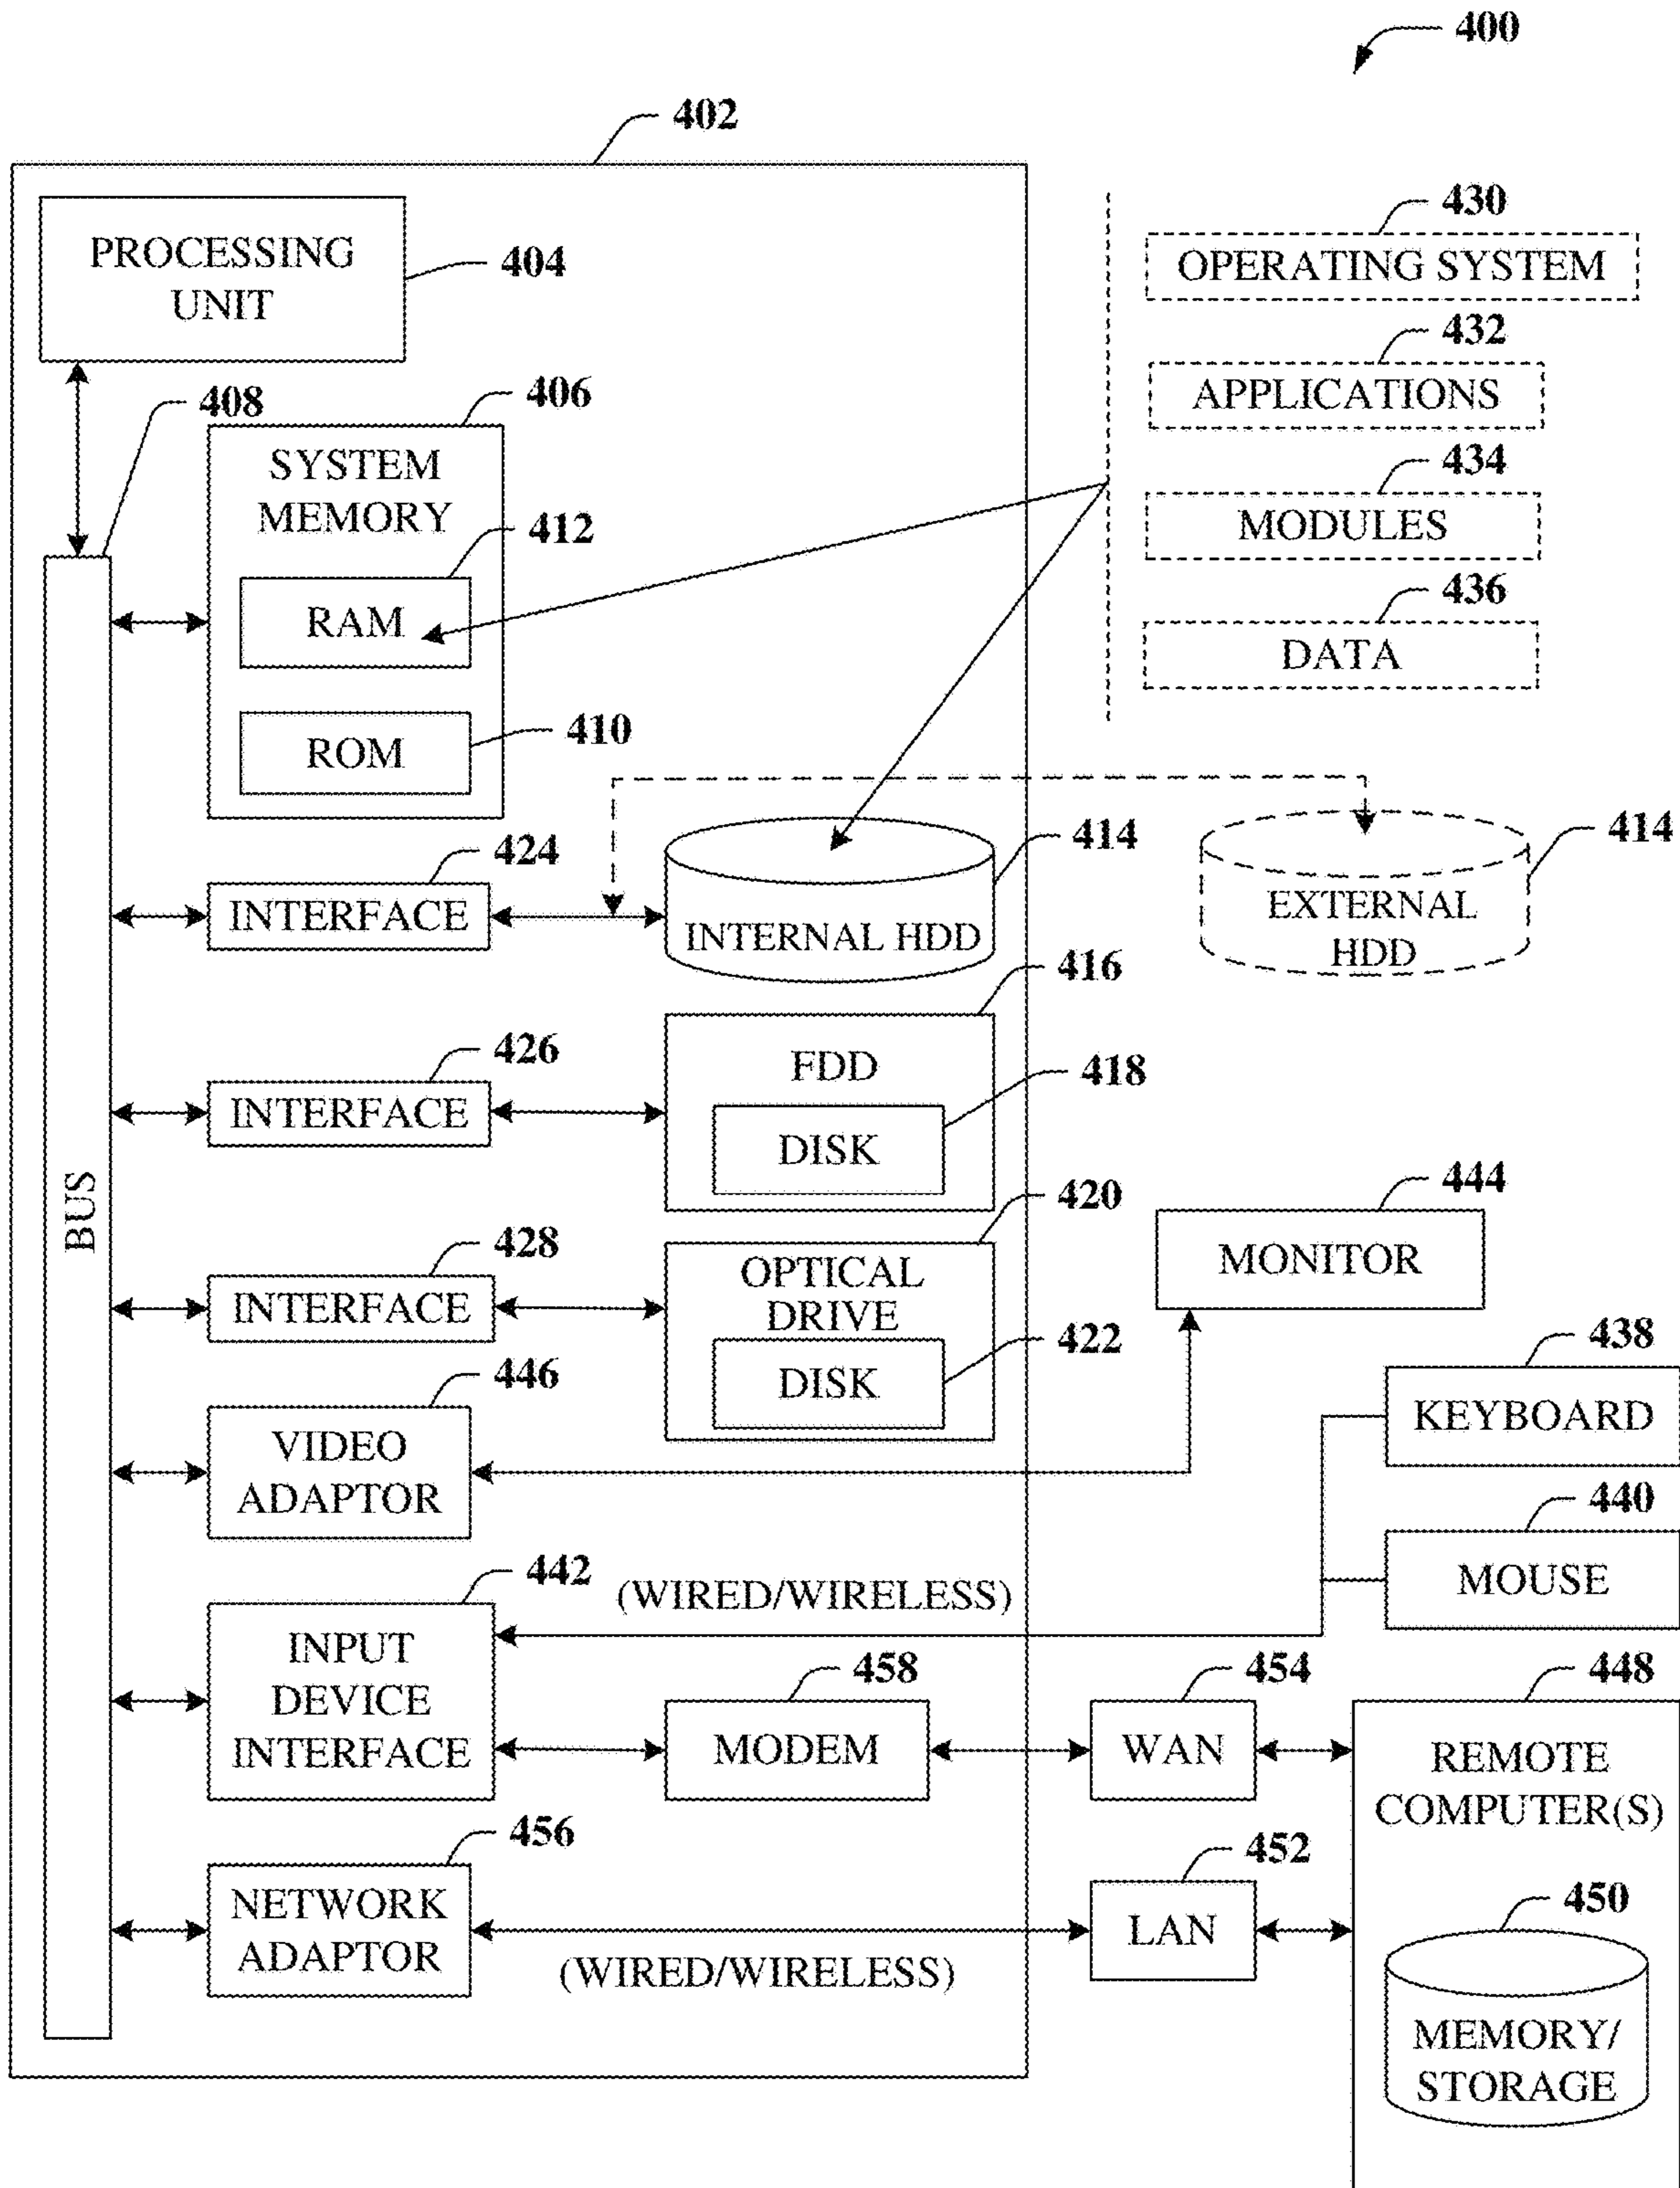 400
402
PROCESSING
UNIT
404
430
OPERATING SYSTEM
432
APPLICATIONS
434
MODULES
436
DATA
408
406
SYSTEM
MEMORY
412
RAM
410
ROM
BUS
424
INTERFACE
414
INTERNAL HDD
414
EXTERNAL
HDD
426
INTERFACE
416
FDD
418
DISK
428
INTERFACE
420
OPTICAL
DRIVE
422
DISK
444
MONITOR
446
VIDEO
ADAPTOR
438
KEYBOARD
440
MOUSE
442
INPUT
DEVICE
INTERFACE
(WIRED/WIRELESS)
458
MODEM
454
WAN
448
REMOTE
COMPUTER(S)
456
NETWORK
ADAPTOR
(WIRED/WIRELESS)
452
LAN
450
MEMORY/
STORAGE